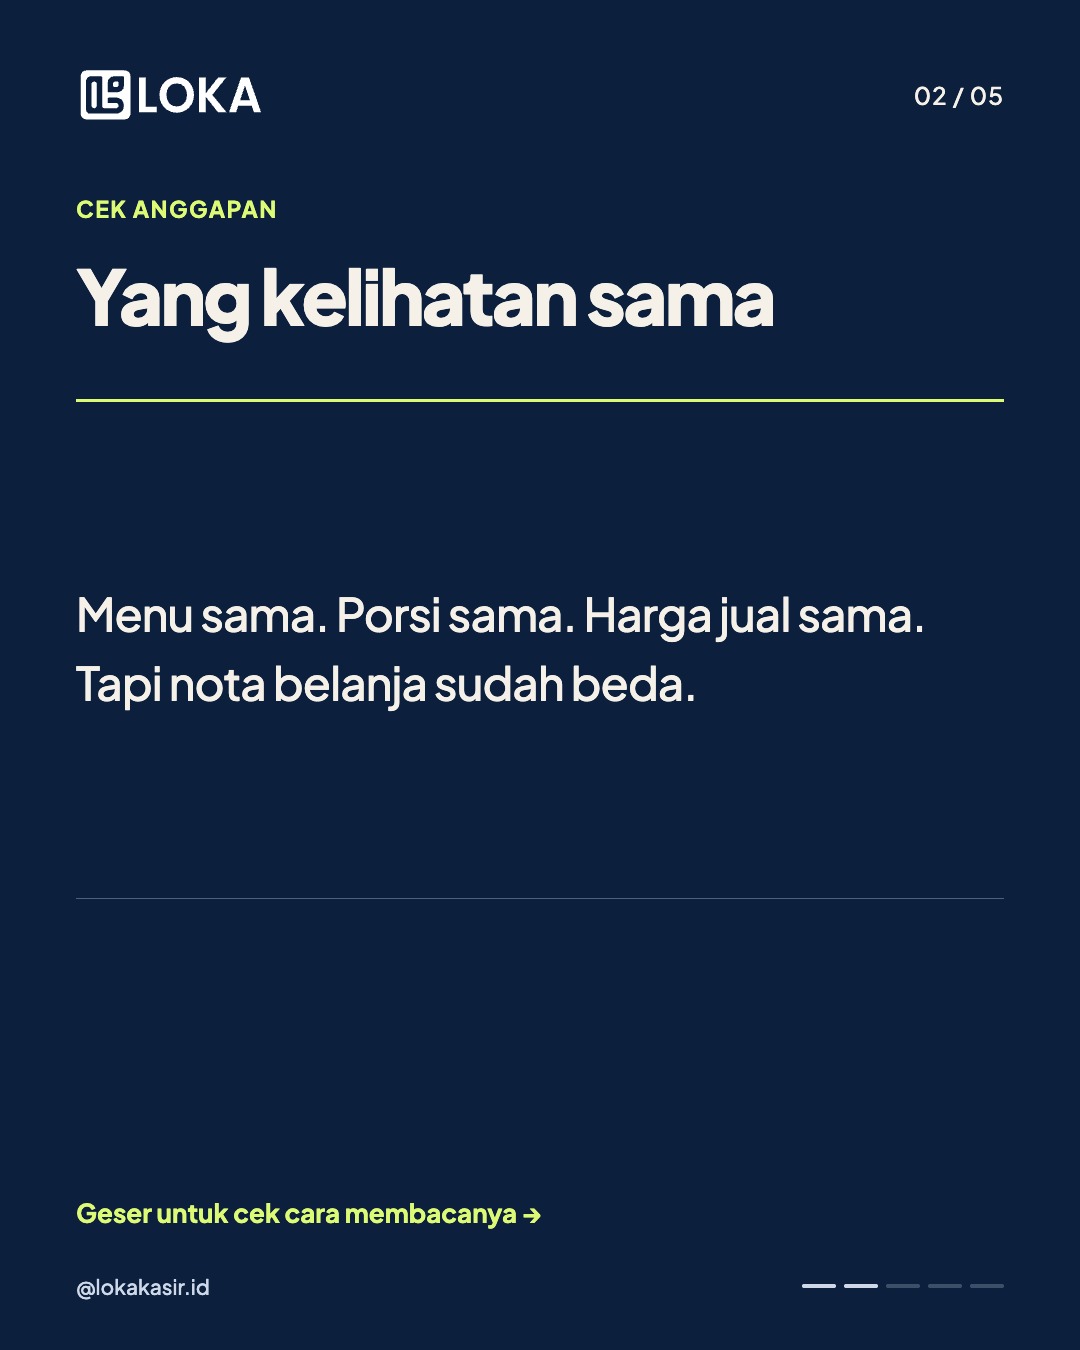 LOKA
02 / 05
CEK ANGGAPAN
Yang kelihatan sama
Menu sama. Porsi sama. Harga jual sama.
Tapi nota belanja sudah beda.
Geser untuk cek cara membacanya →
@lokakasir.id